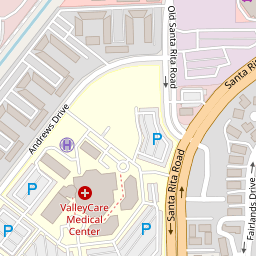 Old Santa Rita Road
Andrews Drive
Santa Rita
P
H
Santa Rita Road
P
P
P
ValleyCare
Medical
Center
Fairlands Drive